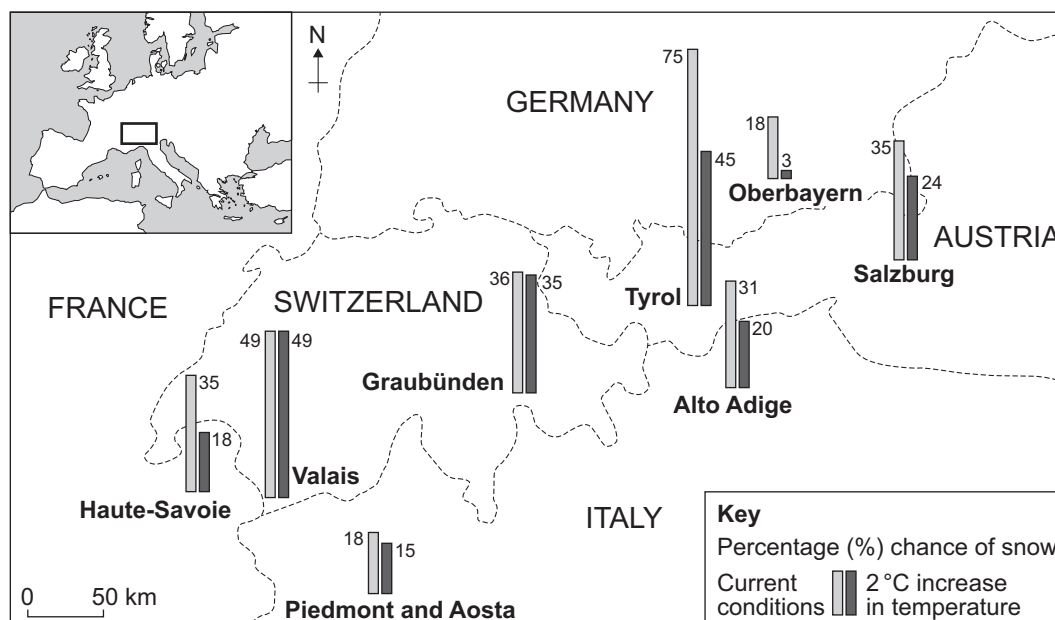 N
GERMANY
75
45
18
3
Oberbayern
35
24
AUSTRIA
Salzburg
FRANCE
SWITZERLAND
36
35
Graubünden
Tyrol
31
20
Alto Adige
49
49
Valais
35
18
Haute-Savoie
ITALY
18
15
Piedmont and Aosta
0 50 km
Key
Percentage (%) chance of snow
Current conditions
2 °C increase in temperature